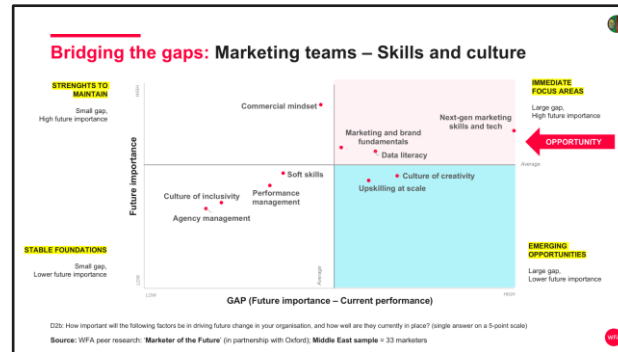 Bridging the gaps: Marketing teams – Skills and culture
STRENGHTS TO
MAINTAIN
Small gap,
High future importance
IMMEDIATE
FOCUS AREAS
Large gap,
High future importance
OPPORTUNITY
HIGH
Future importance
LOW
Commercial mindset
Next-gen marketing
skills and tech
Marketing and brand
fundamentals
Data literacy
Average
Soft skills
Culture of creativity
Upskilling at scale
Performance
management
Culture of inclusivity
Agency management
STABLE FOUNDATIONS
Small gap,
Lower future importance
EMERGING
OPPORTUNITIES
Large gap,
Lower future importance
Average
LOW
HIGH
GAP (Future importance – Current performance)
D2b: How important will the following factors be in driving future change in your organisation, and how well are they currently in place? (single answer on a 5-point scale)
Source: WFA peer research: 'Marketer of the Future' (in partnership with Oxford); Middle East sample = 33 marketers
WFA